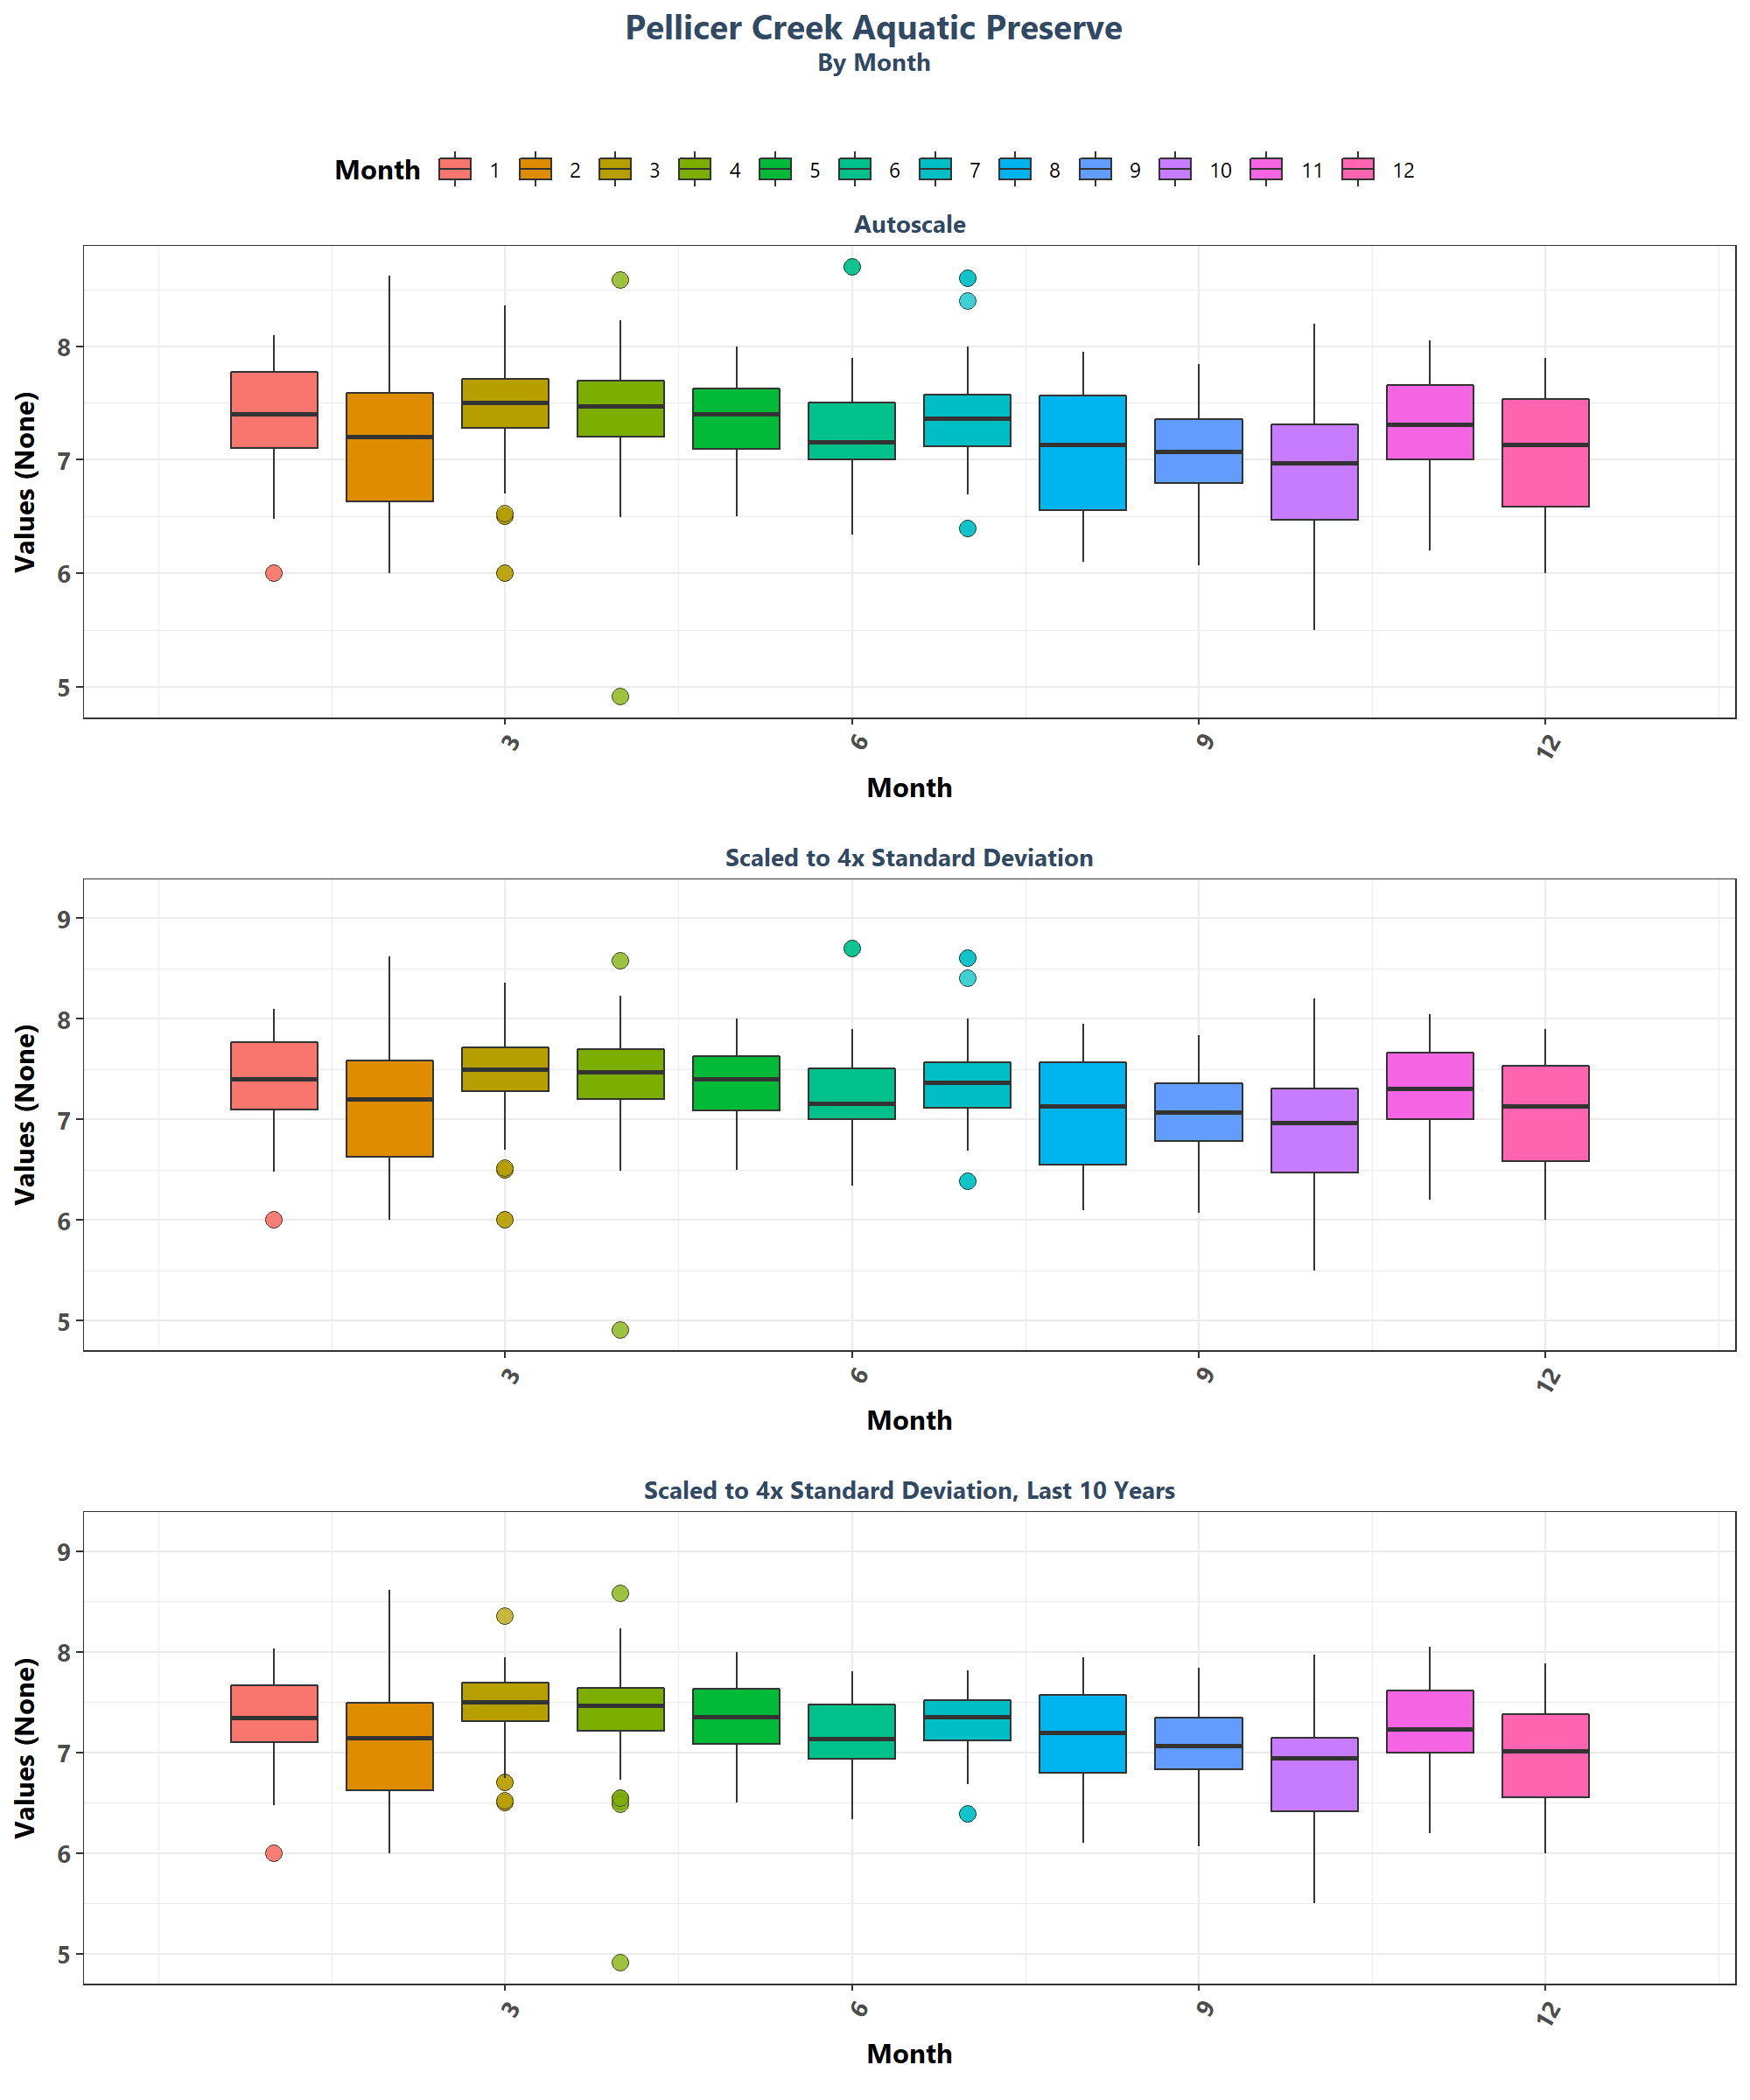 Pellicer Creek Aquatic Preserve
By Month
Month 1 2 3 4 5 6 7 8 9 10 11 12
Autoscale
Values (None)
8
7
6
5
3 6 9 12
Month
Scaled to 4x Standard Deviation
Values (None)
9
8
7
6
5
3 6 9 12
Month
Scaled to 4x Standard Deviation, Last 10 Years
Values (None)
9
8
7
6
5
3 6 9 12
Month